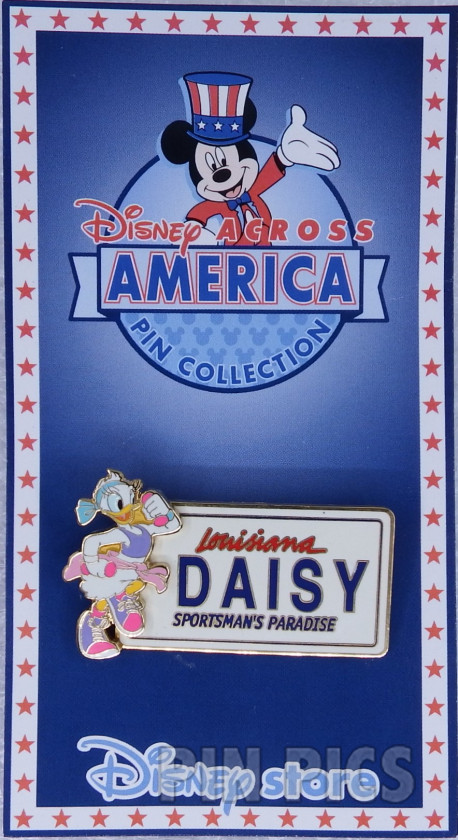 Disney ACROSS
AMERICA
PIN COLLECTION
Louisiana
DAISY
SPORTSMAN'S PARADISE
PIN PICS
Disney store